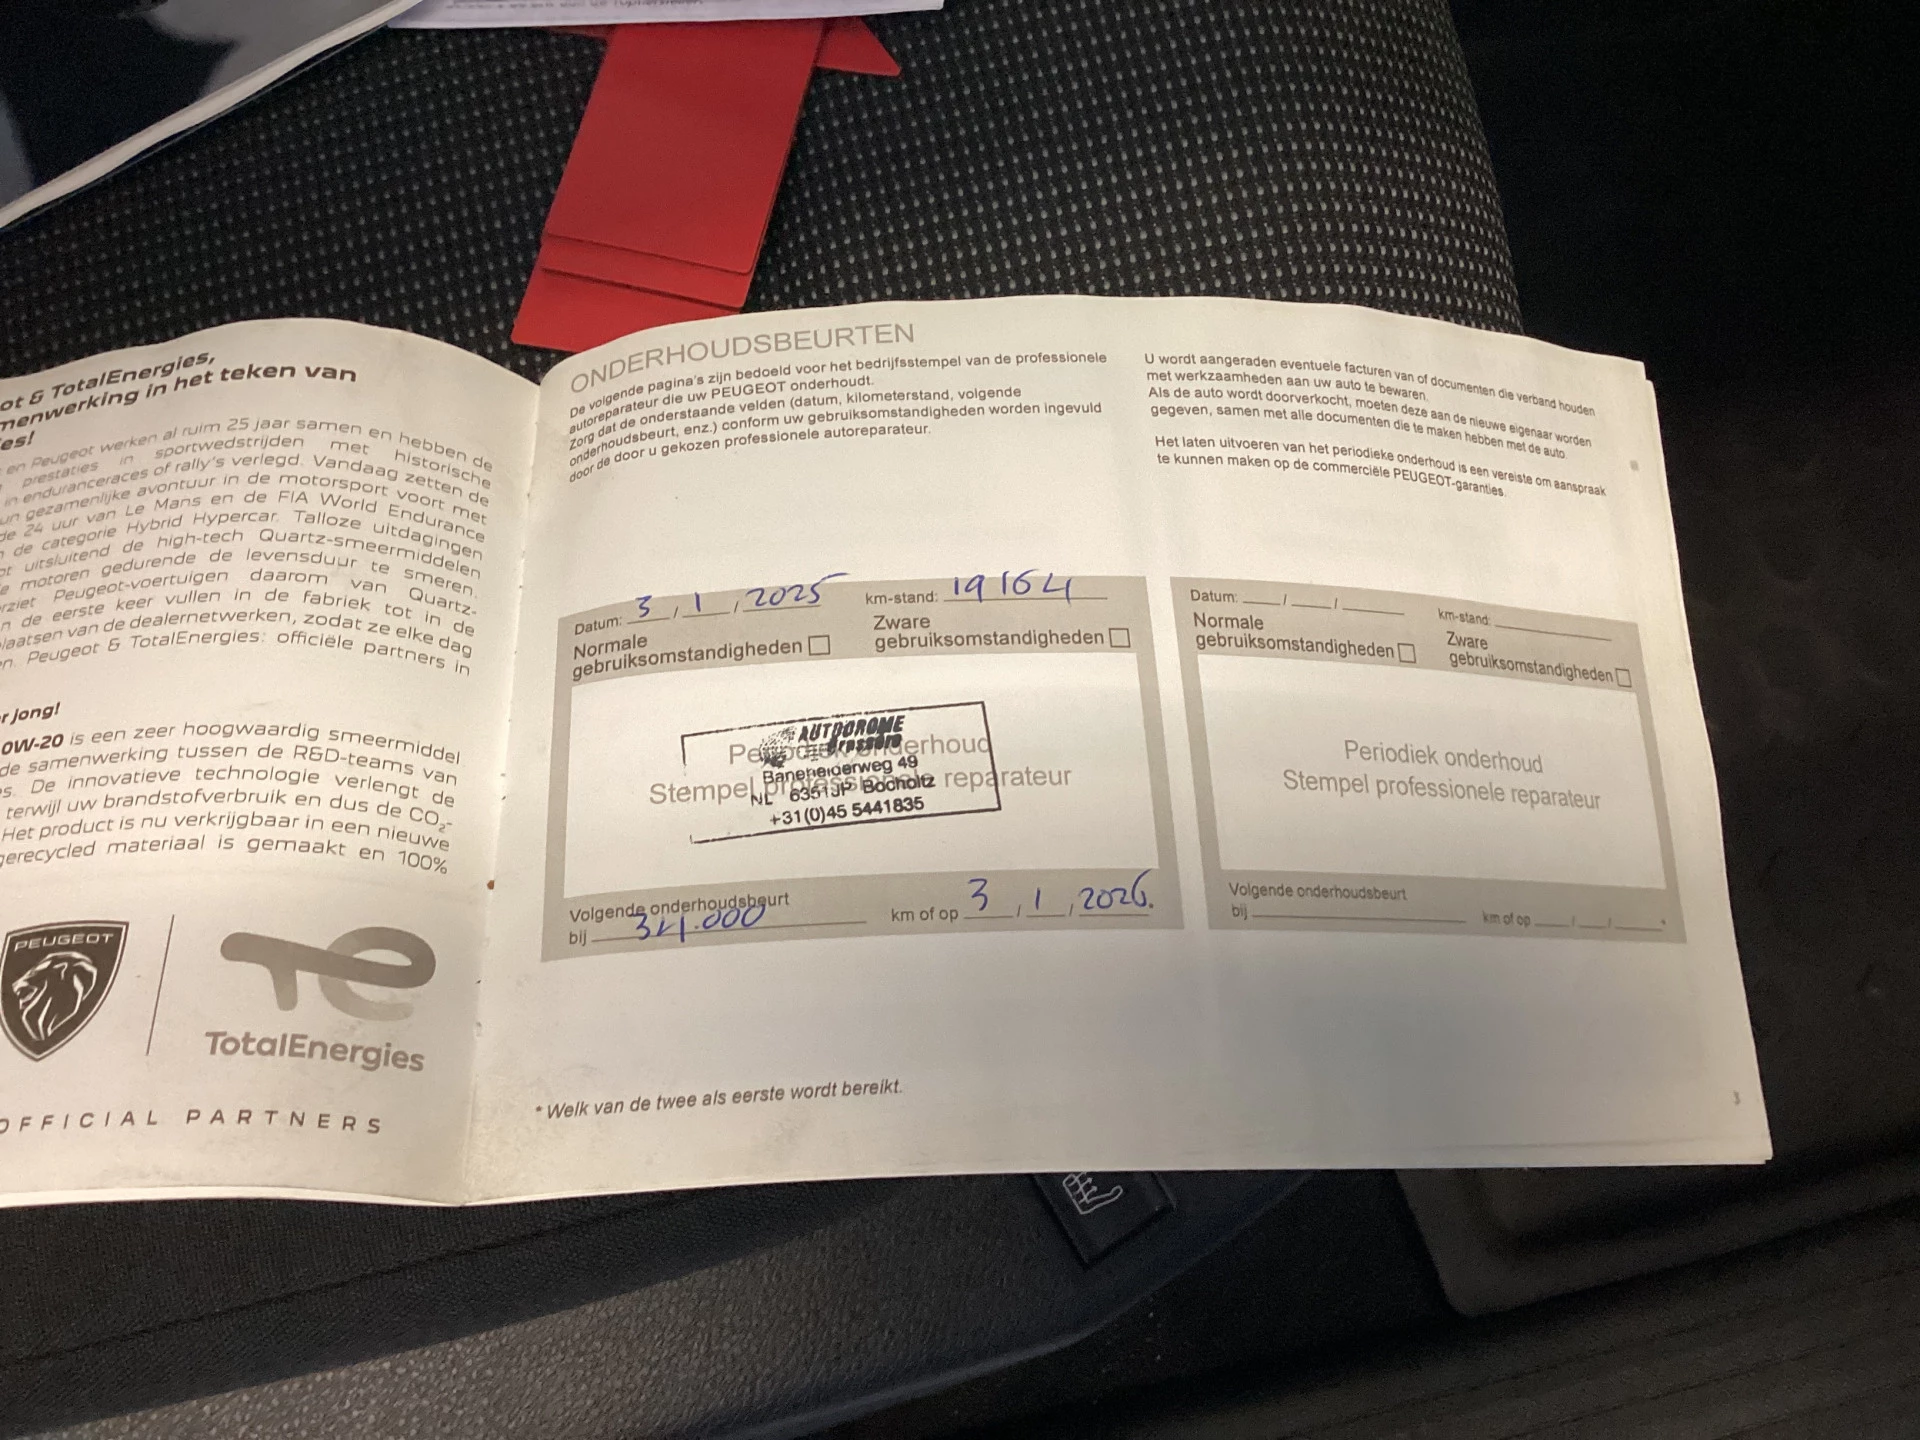 ot & TotalEnergies,
menwerking in het teken van
es!
en Peugeot werken al ruim 25 jaar samen en hebben de
prestaties in sportwedstrijden met historische
in enduranceraces of rally's verlegd. Vandaag zetten de
un gezamenlijke avontuur in de motorsport voort met
de 24 uur van Le Mans en de FIA World Endurance
n de categorie Hybrid Hypercar. Talloze uitdagingen
ot uitsluitend de high-tech Quartz-smeermiddelen
e motoren gedurende de levensduur te smeren.
rziet Peugeot-voertuigen daarom van Quartz-
n de eerste keer vullen in de fabriek tot in de
laatsen van de dealernetwerken, zodat ze elke dag
en. Peugeot & TotalEnergies: officiële partners in
r jong!
0W-20 is een zeer hoogwaardig smeermiddel
de samenwerking tussen de R&D-teams van
s. De innovatieve technologie verlengt de
terwijl uw brandstofverbruik en dus de CO₂-
Het product is nu verkrijgbaar in een nieuwe
gerecycled materiaal is gemaakt en 100%
PEUGEOT
TotalEnergies
OFFICIAL PARTNERS
ONDERHOUDSBEURTEN
De volgende pagina's zijn bedoeld voor het bedrijfsstempel van de professionele
autoreparateur die uw PEUGEOT onderhoudt.
Zorg dat de onderstaande velden (datum, kilometerstand, volgende
onderhoudsbeurt, enz.) conform uw gebruiksomstandigheden worden ingevuld
door de door u gekozen professionele autoreparateur.
U wordt aangeraden eventuele facturen van of documenten die verband houden
met werkzaamheden aan uw auto te bewaren.
Als de auto wordt doorverkocht, moeten deze aan de nieuwe eigenaar worden
gegeven, samen met alle documenten die te maken hebben met de auto.
Het laten uitvoeren van het periodieke onderhoud is een vereiste om aanspraak
te kunnen maken op de commerciële PEUGEOT-garanties.
Datum: 3 / 1 / 2025 km-stand: 19164
Normale gebruiksomstandigheden
Zware gebruiksomstandigheden
Periodiek onderhoud
Stempel professionele reparateur
AUTODROME
Baneheiderweg 49
NL 6351JP Bocholtz
+31(0)45 5441835
Volgende onderhoudsbeurt
bij 34.000 km of op 3 / 1 / 2026.
Datum: / / km-stand:
Normale gebruiksomstandigheden
Zware gebruiksomstandigheden
Periodiek onderhoud
Stempel professionele reparateur
Volgende onderhoudsbeurt
bij km of op / / *
* Welk van de twee als eerste wordt bereikt.
3